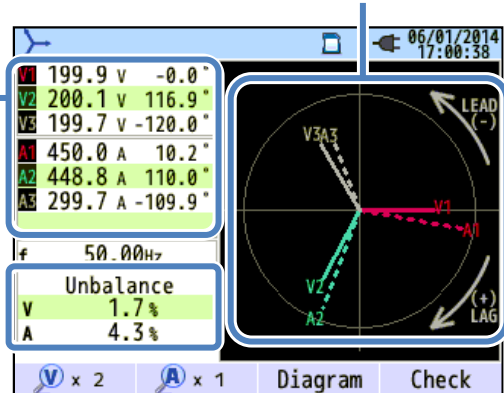 06/01/2014
17:00:38
V1 199.9 V -0.0°
V2 200.1 V 116.9°
V3 199.7 V -120.0°
A1 450.0 A 10.2°
A2 448.8 A 110.0°
A3 299.7 A -109.9°
f 50.00Hz
Unbalance
V 1.7%
A 4.3%
LEAD
(-)
V3 A3
V1
A1
V2
A2
(+)
LAG
V x 2 A x 1 Diagram Check